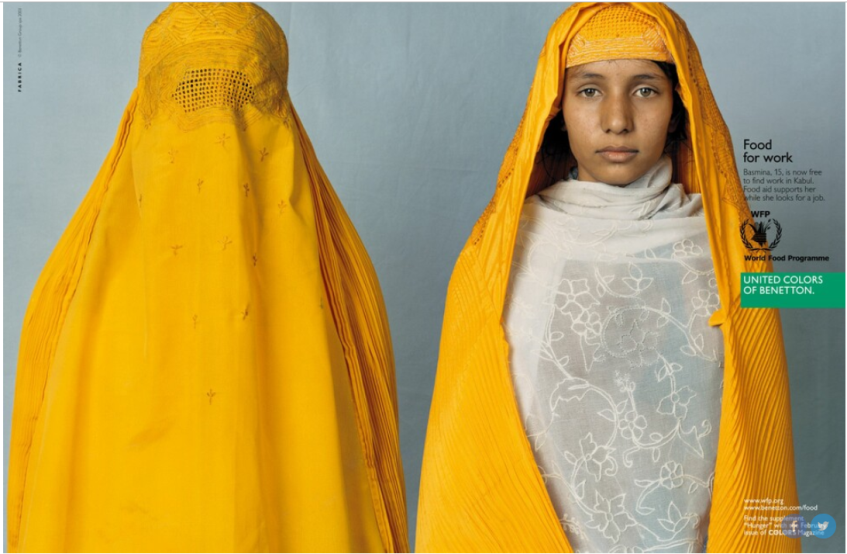 FABRICA
Food
for work
Basmina, 15, is now free
to find work in Kabul.
Food aid supports her
while she looks for a job.
WFP
World Food Programme
UNITED COLORS
OF BENETTON.
www.wfp.org
www.benetton.com/food
Find the supplement
"Hunger" with Febru
issue of COLORS Magazine